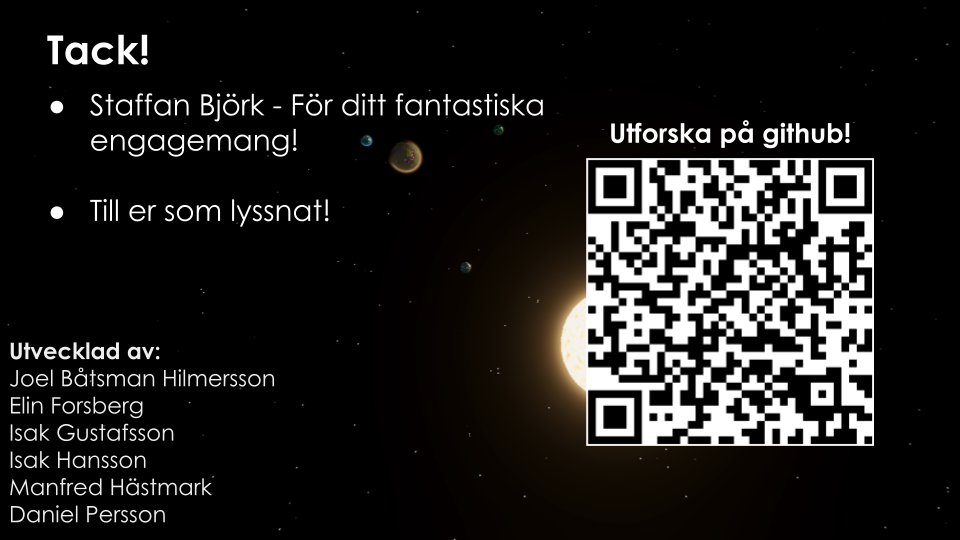 Tack!
● Staffan Björk - För ditt fantastiska
engagemang!
● Till er som lyssnat!
Utforska på github!
Utvecklad av:
Joel Båtsman Hilmersson
Elin Forsberg
Isak Gustafsson
Isak Hansson
Manfred Hästmark
Daniel Persson